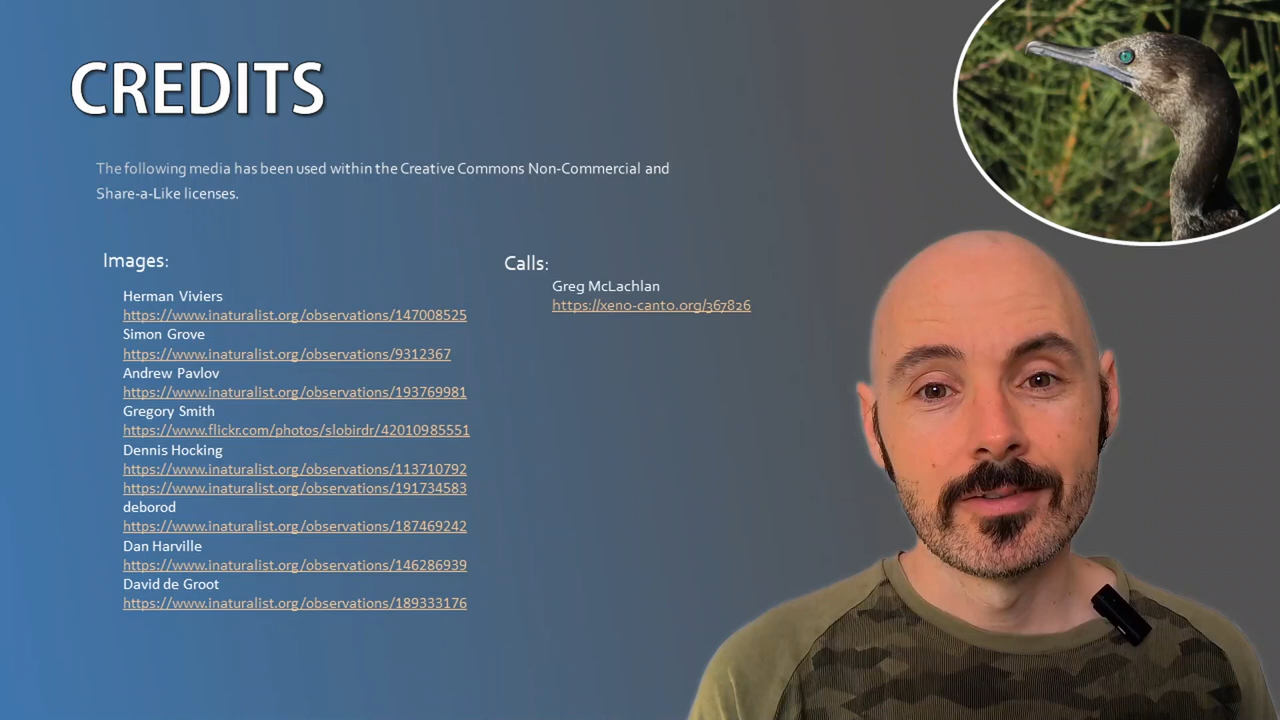 CREDITS
The following media has been used within the Creative Commons Non-Commercial and
Share-a-Like licenses.
Images:
Herman Viviers
https://www.inaturalist.org/observations/147008525
Simon Grove
https://www.inaturalist.org/observations/9312367
Andrew Pavlov
https://www.inaturalist.org/observations/193769981
Gregory Smith
https://www.flickr.com/photos/slobirdr/42010985551
Dennis Hocking
https://www.inaturalist.org/observations/113710792
https://www.inaturalist.org/observations/191734583
deborod
https://www.inaturalist.org/observations/187469242
Dan Harville
https://www.inaturalist.org/observations/146286939
David de Groot
https://www.inaturalist.org/observations/189333176
Calls:
Greg McLachlan
https://xeno-canto.org/367826